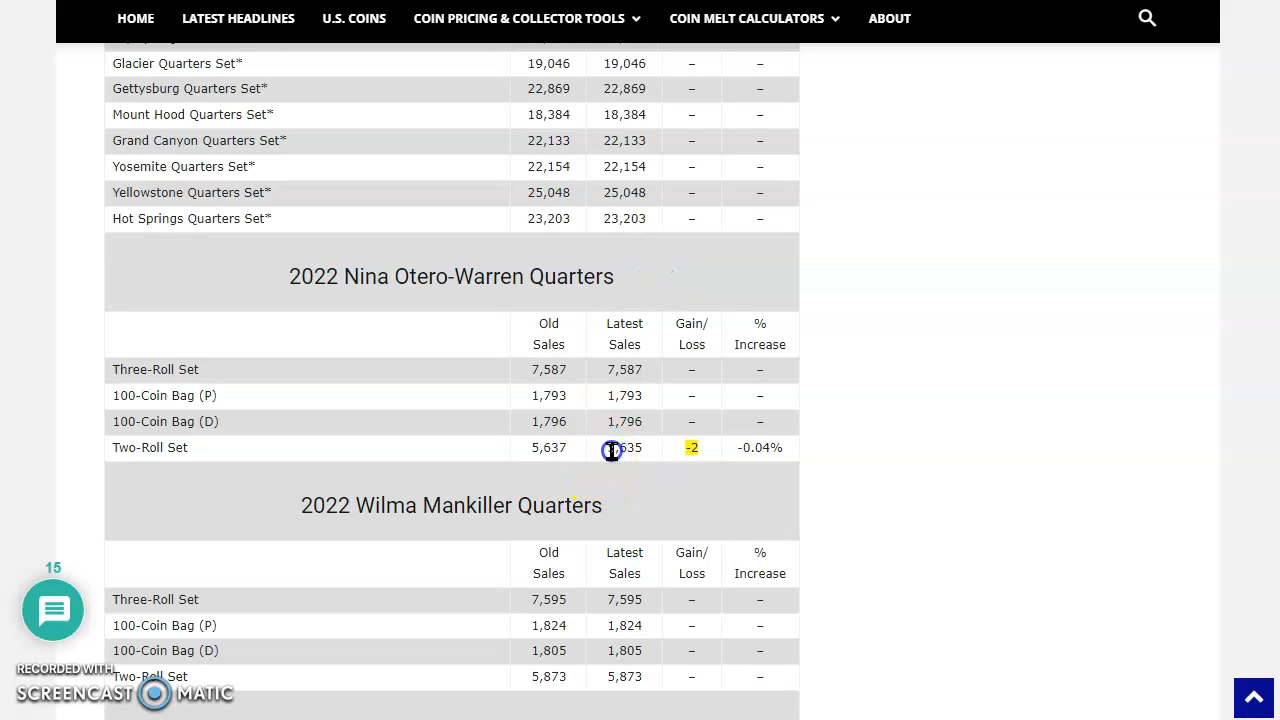 HOME LATEST HEADLINES U.S. COINS COIN PRICING & COLLECTOR TOOLS COIN MELT CALCULATORS ABOUT
Glacier Quarters Set* 19,046 19,046 – –
Gettysburg Quarters Set* 22,869 22,869 – –
Mount Hood Quarters Set* 18,384 18,384 – –
Grand Canyon Quarters Set* 22,133 22,133 – –
Yosemite Quarters Set* 22,154 22,154 – –
Yellowstone Quarters Set* 25,048 25,048 – –
Hot Springs Quarters Set* 23,203 23,203 – –
2022 Nina Otero-Warren Quarters
Old Latest Gain/ %
Sales Sales Loss Increase
Three-Roll Set 7,587 7,587 – –
100-Coin Bag (P) 1,793 1,793 – –
100-Coin Bag (D) 1,796 1,796 – –
Two-Roll Set 5,637 5,635 -2 -0.04%
2022 Wilma Mankiller Quarters
Old Latest Gain/ %
Sales Sales Loss Increase
Three-Roll Set 7,595 7,595 – –
100-Coin Bag (P) 1,824 1,824 – –
100-Coin Bag (D) 1,805 1,805 – –
Two-Roll Set 5,873 5,873 – –
15
RECORDED WITH
SCREENCAST MATIC